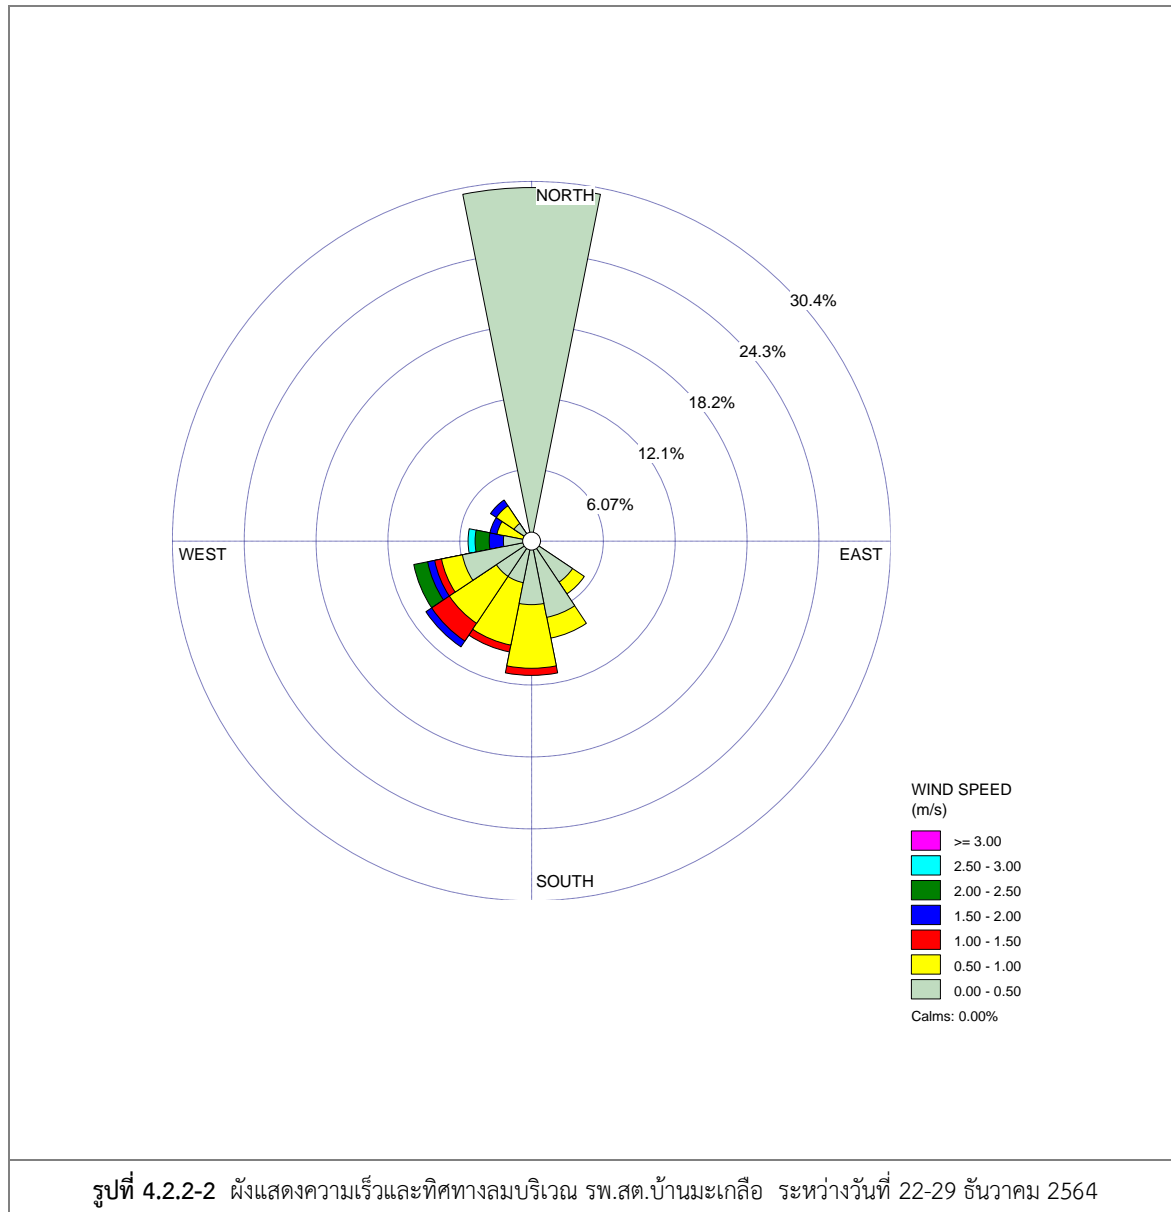 NORTH
30.4%
24.3%
18.2%
12.1%
6.07%
WEST
EAST
SOUTH
WIND SPEED
(m/s)
>= 3.00
2.50 - 3.00
2.00 - 2.50
1.50 - 2.00
1.00 - 1.50
0.50 - 1.00
0.00 - 0.50
Calms: 0.00%
รูปที่ 4.2.2-2 ผังแสดงความเร็วและทิศทางลมบริเวณ รพ.สต.บ้านมะเกลือ ระหว่างวันที่ 22-29 ธันวาคม 2564